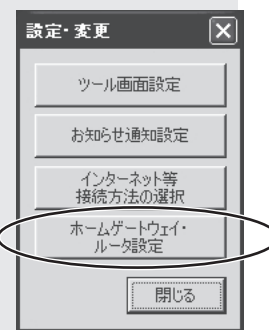 設定・変更
ツール画面設定
お知らせ通知設定
インターネット等
接続方法の選択
ホームゲートウェイ・
ルータ設定
閉じる